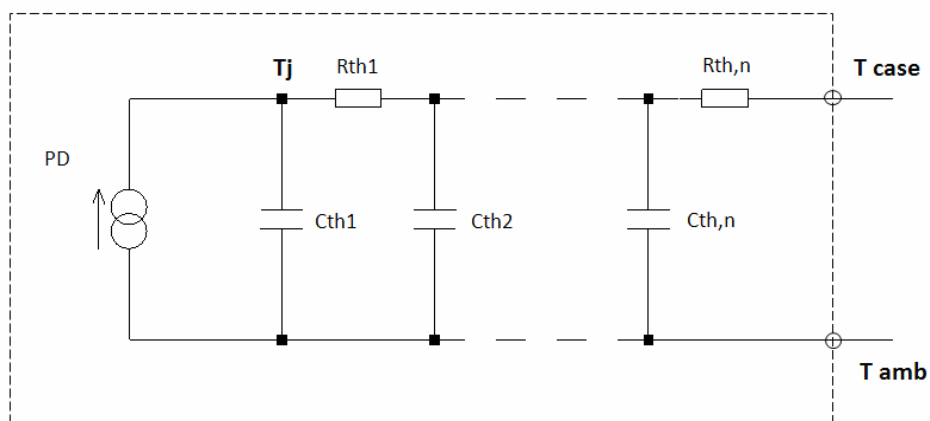 Tj
Rth1
Rth,n
T case
PD
Cth1
Cth2
Cth,n
T amb